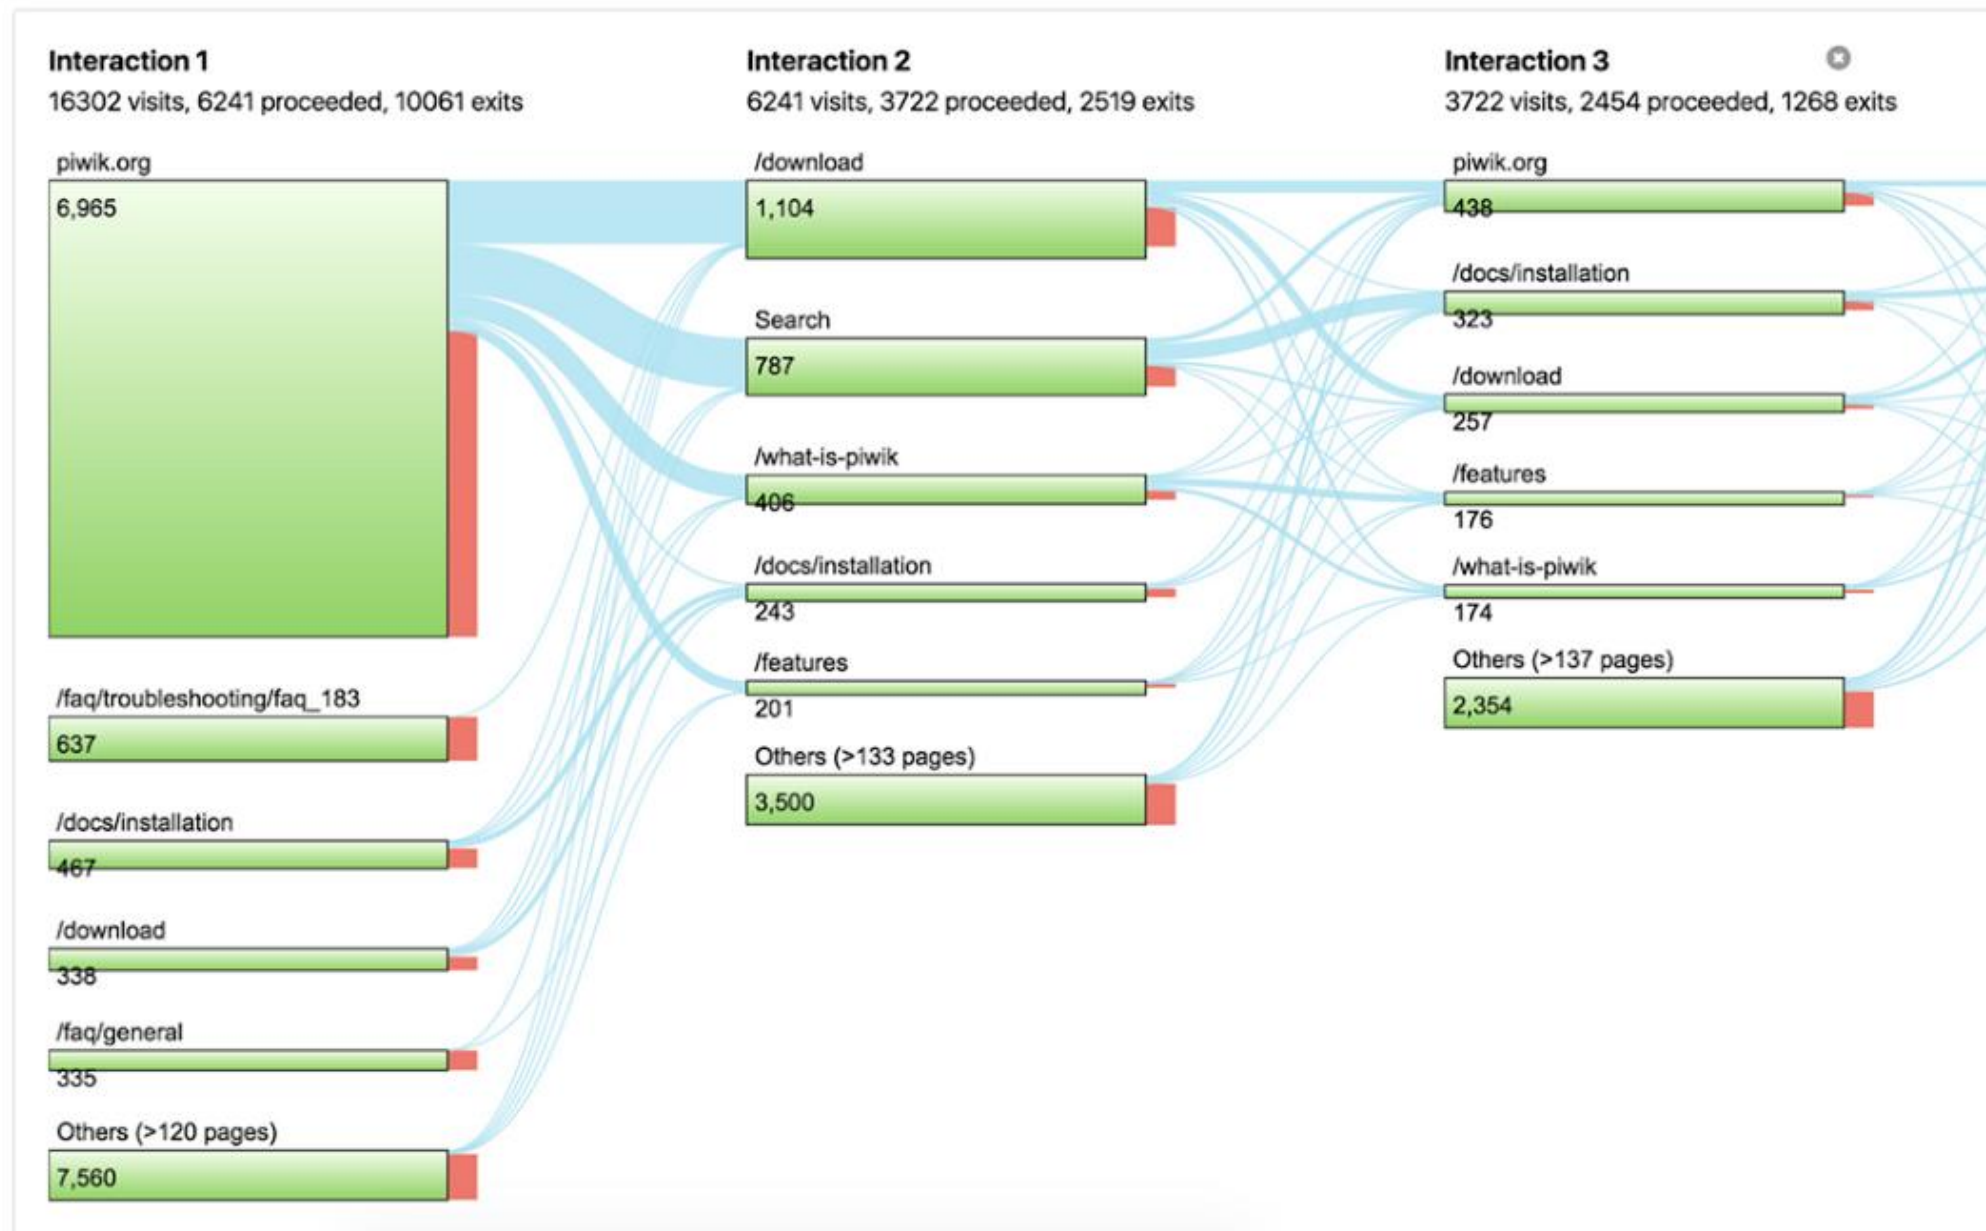 Interaction 1
16302 visits, 6241 proceeded, 10061 exits
piwik.org
6,965
/faq/troubleshooting/faq_183
637
/docs/installation
467
/download
338
/faq/general
335
Others (>120 pages)
7,560
Interaction 2
6241 visits, 3722 proceeded, 2519 exits
/download
1,104
Search
787
/what-is-piwik
406
/docs/installation
243
/features
201
Others (>133 pages)
3,500
Interaction 3
3722 visits, 2454 proceeded, 1268 exits
piwik.org
438
/docs/installation
323
/download
257
/features
176
/what-is-piwik
174
Others (>137 pages)
2,354